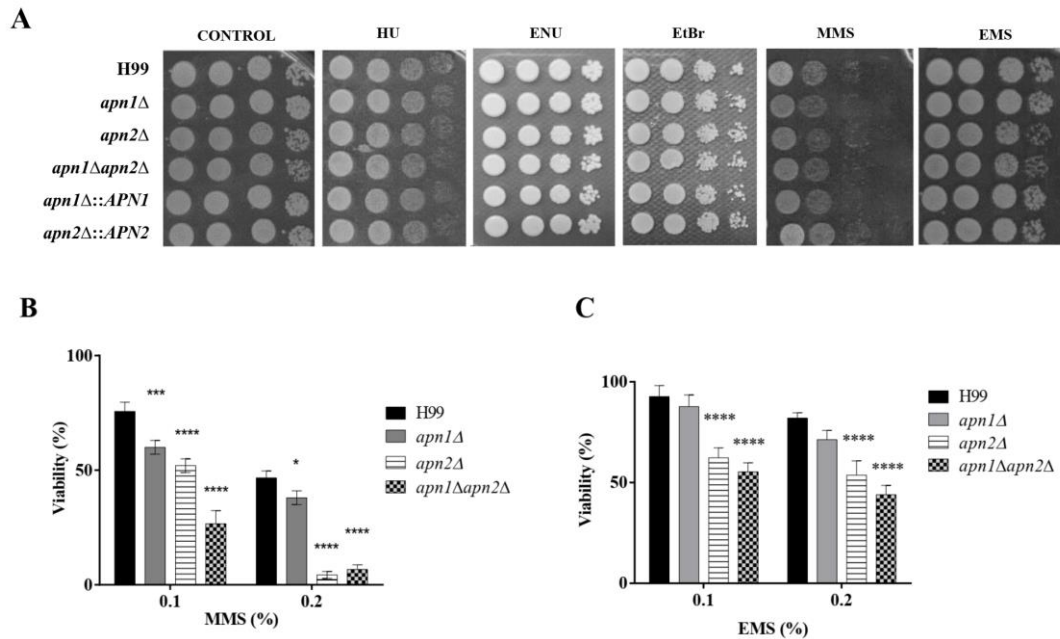 A
CONTROL HU ENU EtBr MMS EMS
H99
apn1Δ
apn2Δ
apn1Δapn2Δ
apn1Δ::APN1
apn2Δ::APN2
B
100
50
0
Viability (%)
***
****
****
*
****
****
0.1 0.2
MMS (%)
H99
apn1Δ
apn2Δ
apn1Δapn2Δ
C
100
50
0
Viability (%)
****
****
****
****
0.1 0.2
EMS (%)
H99
apn1Δ
apn2Δ
apn1Δapn2Δ